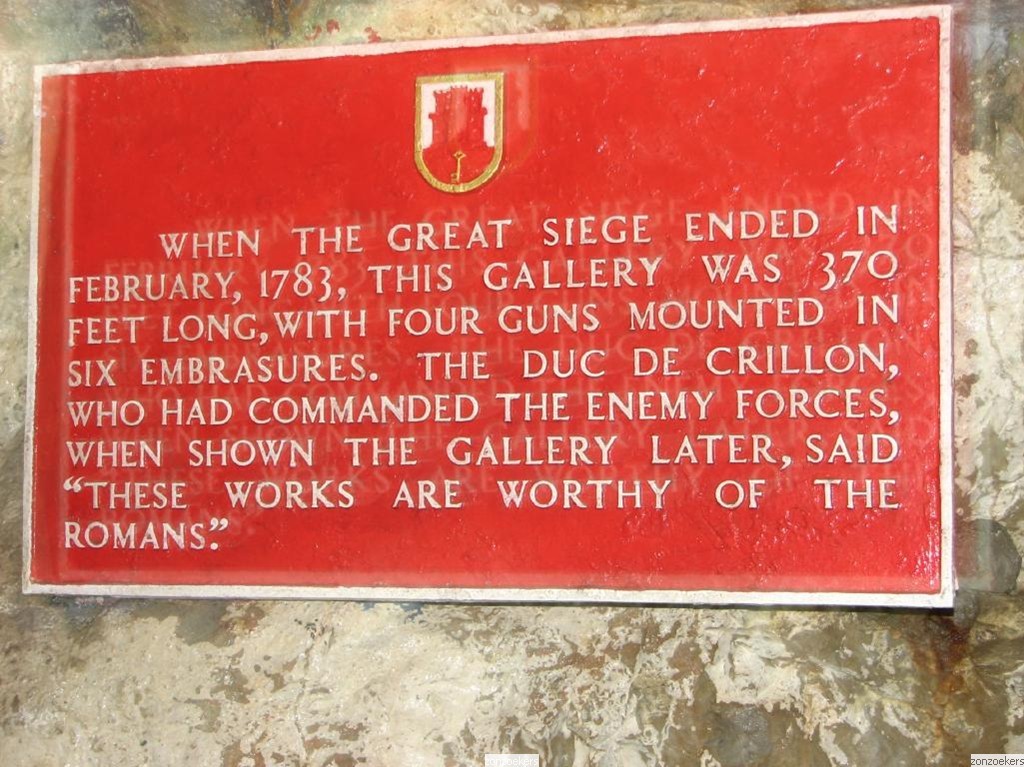 WHEN THE GREAT SIEGE ENDED IN
FEBRUARY, 1783, THIS GALLERY WAS 370
FEET LONG, WITH FOUR GUNS MOUNTED IN
SIX EMBRASURES. THE DUC DE CRILLON,
WHO HAD COMMANDED THE ENEMY FORCES,
WHEN SHOWN THE GALLERY LATER, SAID
“THESE WORKS ARE WORTHY OF THE
ROMANS.”
zonzoekers
zonzoekers